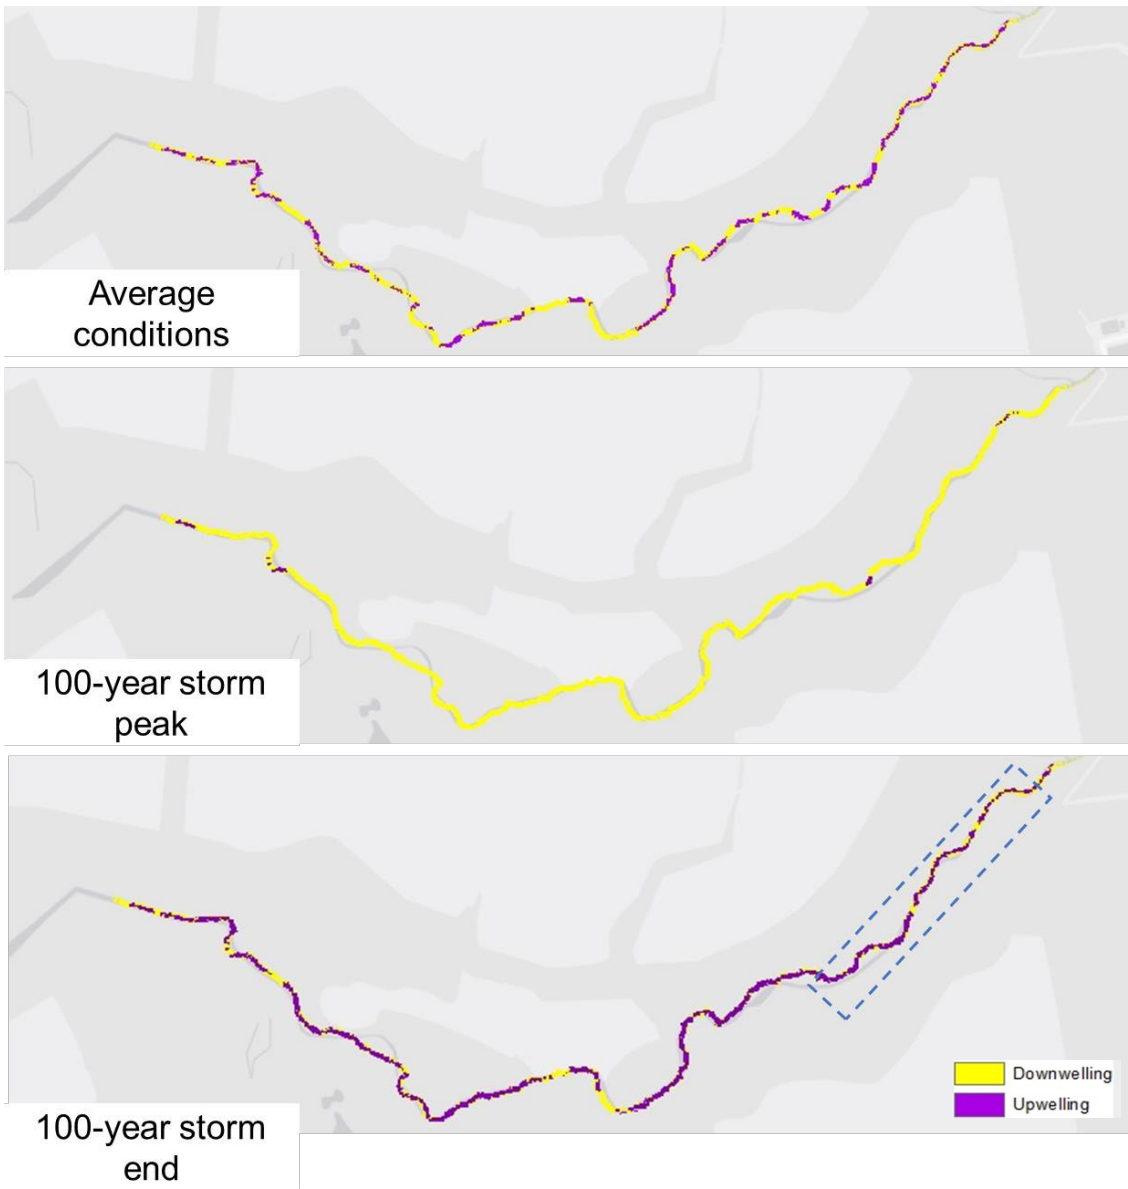 Average
conditions
100-year storm
peak
Downwelling
Upwelling
100-year storm
end